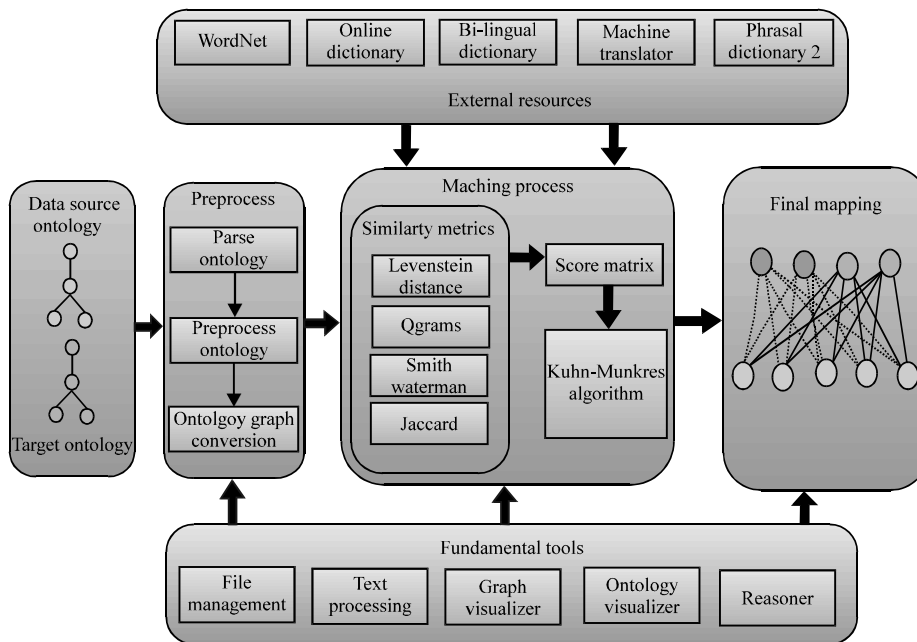 WordNet
Online
dictionary
Bi-lingual
dictionary
Machine
translator
Phrasal
dictionary 2
External resources
Data source
ontology
Target ontology
Preprocess
Parse
ontology
Preprocess
ontology
Ontolgoy graph
conversion
Maching process
Similarty metrics
Levenstein
distance
Qgrams
Smith
waterman
Jaccard
Score matrix
Kuhn-Munkres
algorithm
Final mapping
Fundamental tools
File
management
Text
processing
Graph
visualizer
Ontology
visualizer
Reasoner